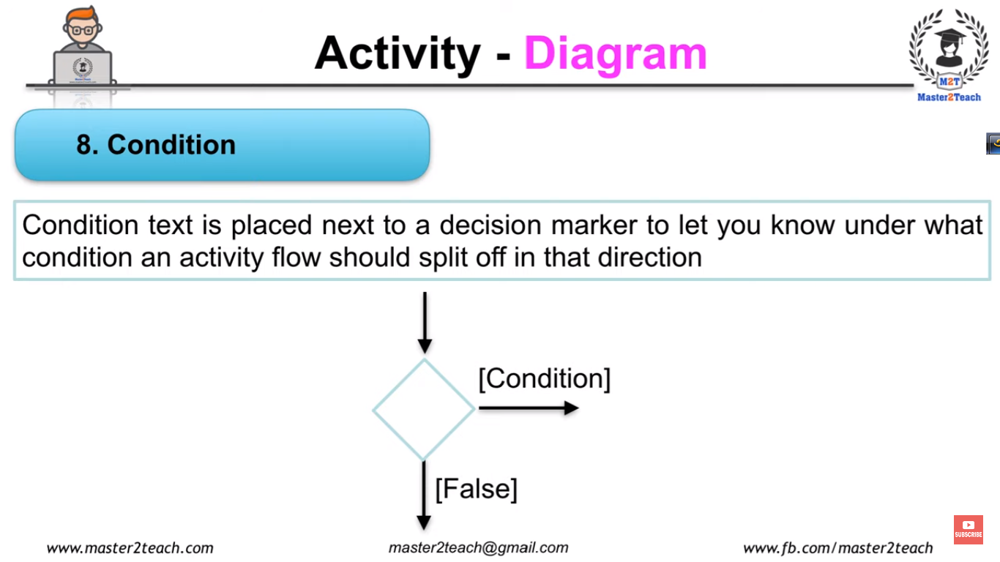 Activity - Diagram
M2T
Master2Teach
8. Condition
Condition text is placed next to a decision marker to let you know under what
condition an activity flow should split off in that direction
[Condition]
[False]
SUBSCRIBE
www.master2teach.com
master2teach@gmail.com
www.fb.com/master2teach